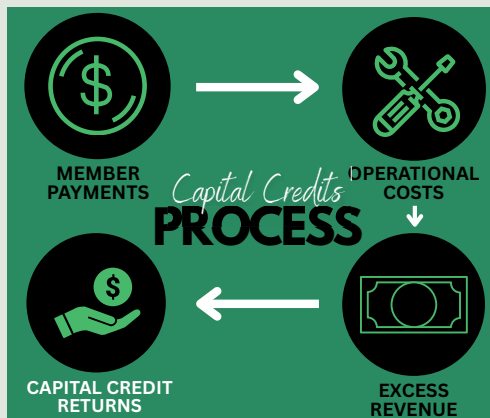 $
MEMBER
PAYMENTS
OPERATIONAL
COSTS
Capital Credits
PROCESS
$
CAPITAL CREDIT
RETURNS
EXCESS
REVENUE